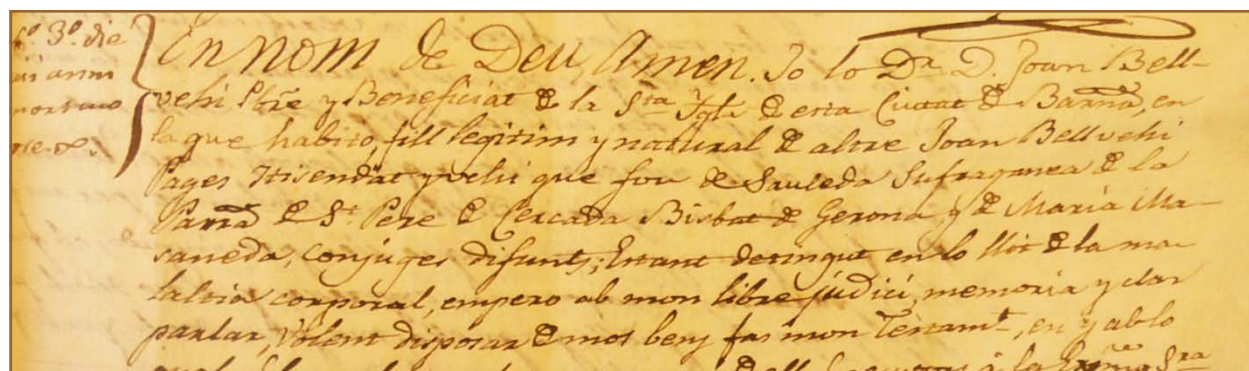 6º 3º die
En nom de Deu, Amen. Jo lo Dr. D. Joan Bell-
vehi Pbre y Beneficiat de la Sta Igla de esta Ciutat de Barna, en
la que habito, fill legitim y natural de altre Joan Bellvehi
Pages Hisendat y vehi que fou de Sauleda Sufraganea de la
Parra de St Pere de Cercada Bisbat de Gerona y de Maria Ma-
saneda, conjuges difunts; Estant detingut en lo llit de la ma-
laltia corporal, empero ab mon libre judici, memoria y clar
parlar, Volent disposar de mos bens fas mon Testamt, en y ab lo